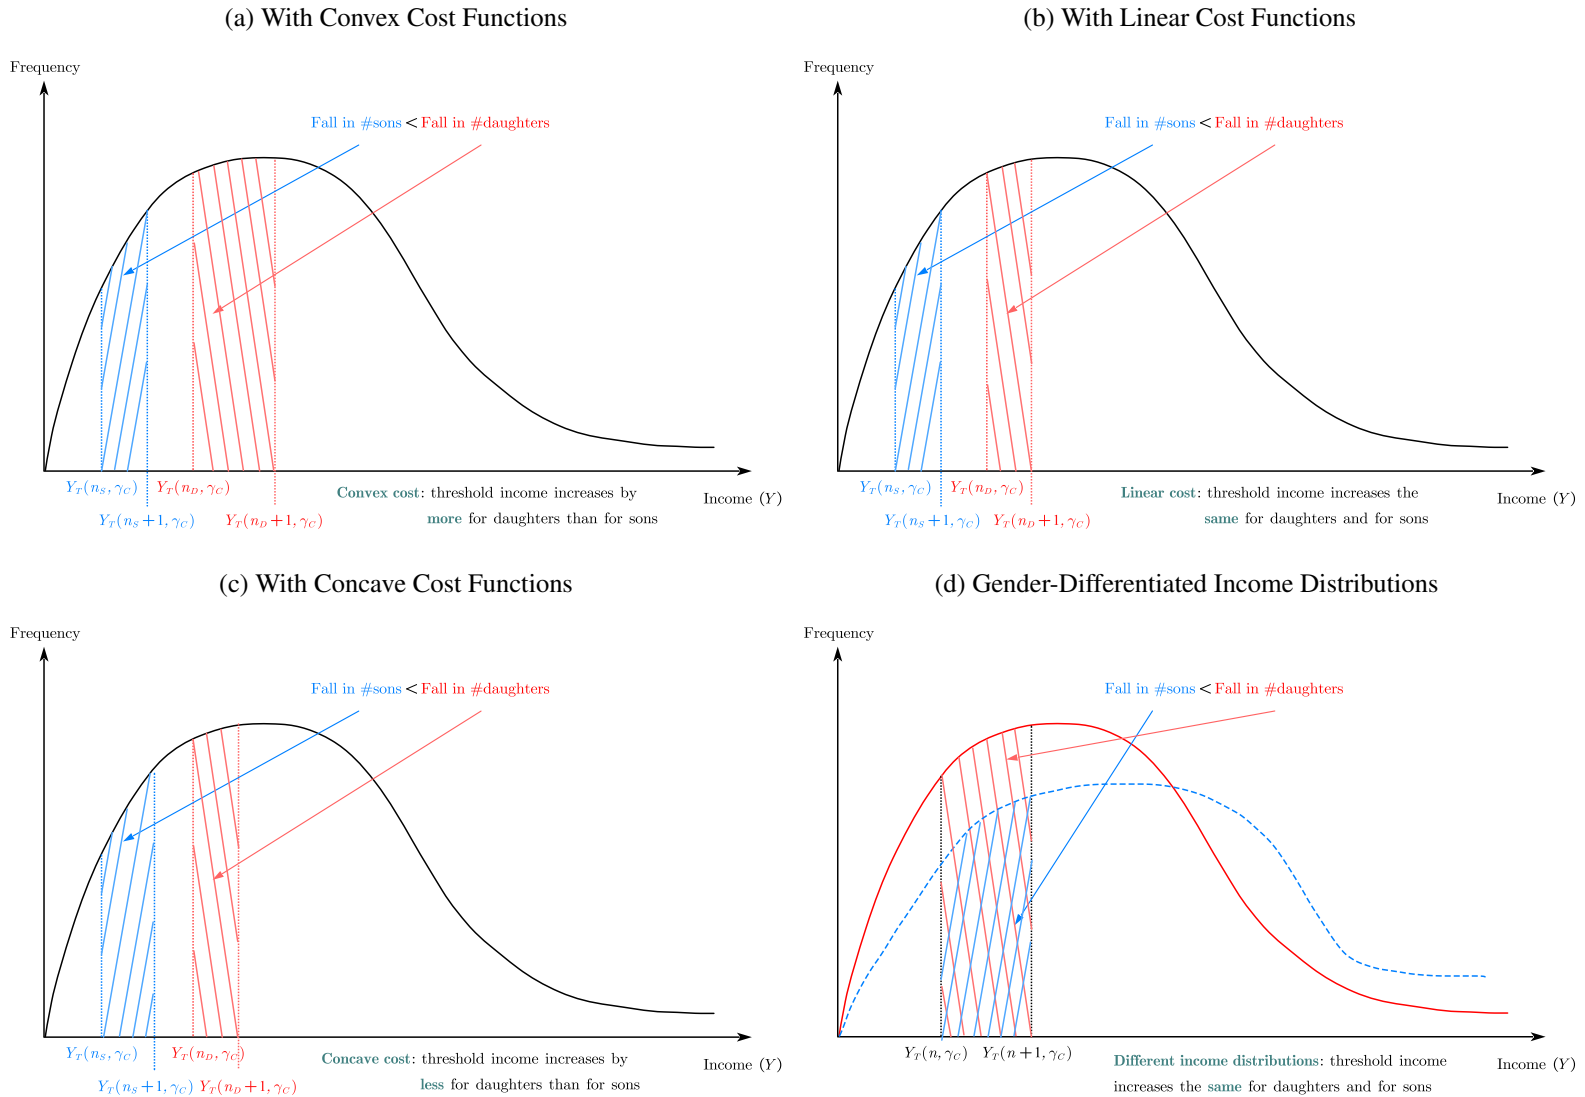 (a) With Convex Cost Functions
Frequency
Fall in #sons < Fall in #daughters
Y_T(n_S, γ_C)
Y_T(n_D, γ_C)
Y_T(n_S+1, γ_C)
Y_T(n_D+1, γ_C)
Convex cost: threshold income increases by
more for daughters than for sons
Income (Y)
(b) With Linear Cost Functions
Frequency
Fall in #sons < Fall in #daughters
Y_T(n_S, γ_C)
Y_T(n_D, γ_C)
Y_T(n_S+1, γ_C)
Y_T(n_D+1, γ_C)
Linear cost: threshold income increases the
same for daughters and for sons
Income (Y)
(c) With Concave Cost Functions
Frequency
Fall in #sons < Fall in #daughters
Y_T(n_S, γ_C)
Y_T(n_D, γ_C)
Y_T(n_S+1, γ_C)
Y_T(n_D+1, γ_C)
Concave cost: threshold income increases by
less for daughters than for sons
Income (Y)
(d) Gender-Differentiated Income Distributions
Frequency
Fall in #sons < Fall in #daughters
Y_T(n, γ_C)
Y_T(n+1, γ_C)
Different income distributions: threshold income
increases the same for daughters and for sons
Income (Y)